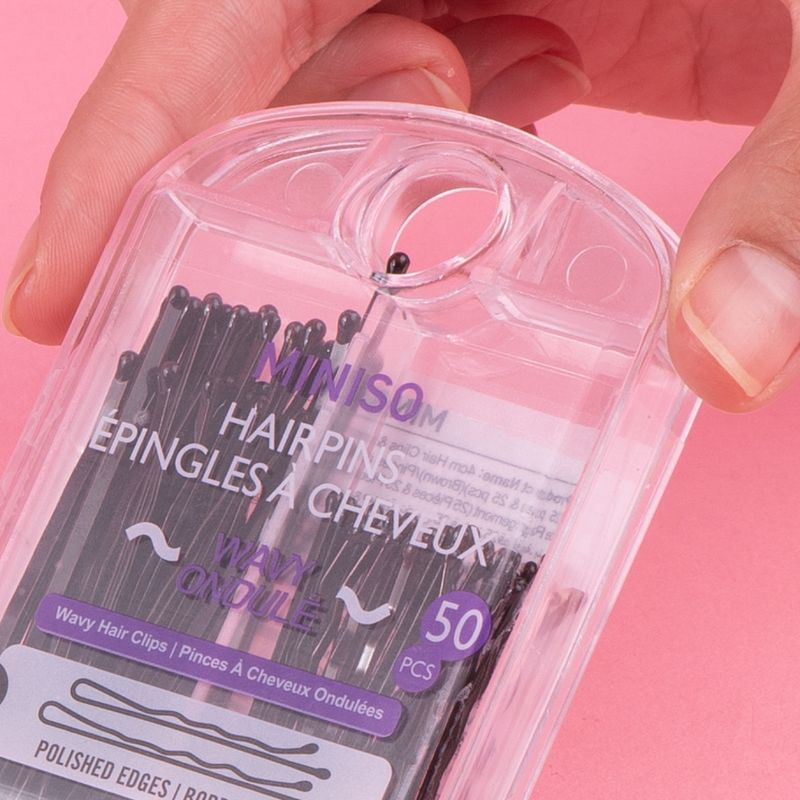 MINISO
HAIRPINS
ÉPINGLES À CHEVEUX
WAVY
ONDULÉ
50
PCS
Wavy Hair Clips | Pinces À Cheveux Ondulées
POLISHED EDGES |